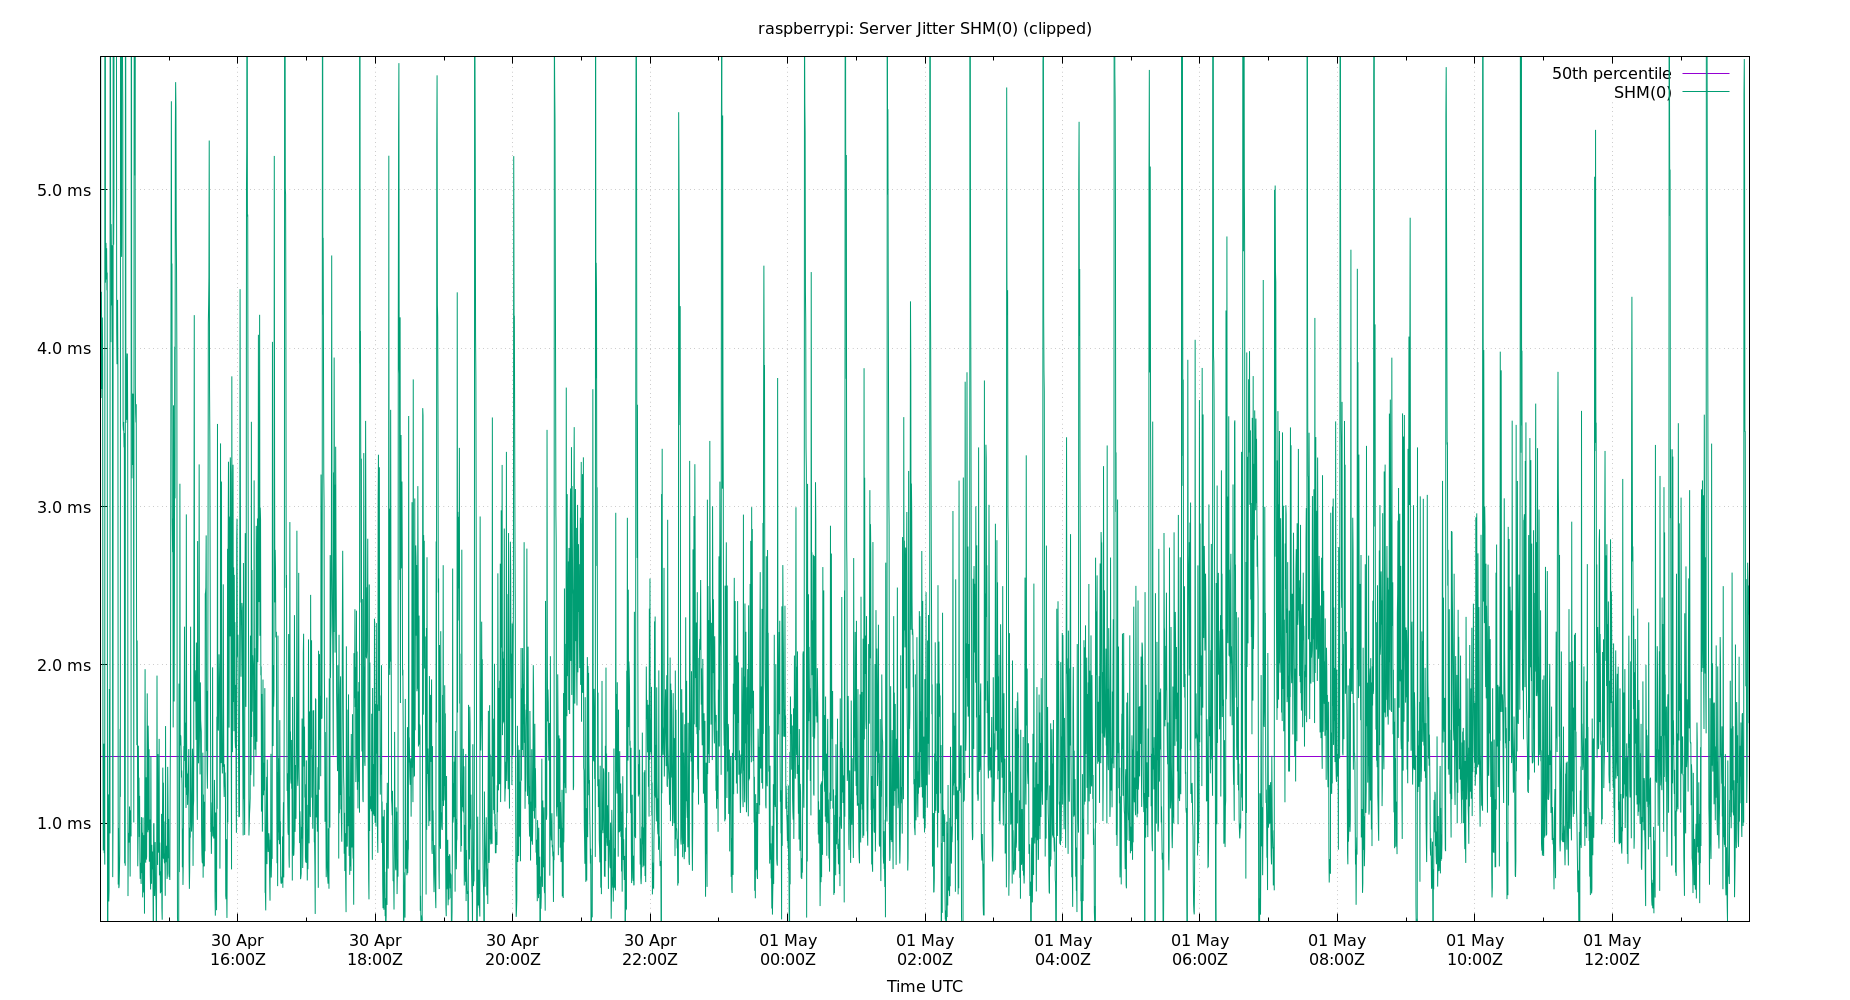 raspberrypi: Server Jitter SHM(0) (clipped)
50th percentile
SHM(0)
5.0 ms
4.0 ms
3.0 ms
2.0 ms
1.0 ms
30 Apr 30 Apr 30 Apr 30 Apr 01 May 01 May 01 May 01 May 01 May 01 May 01 May
16:00Z 18:00Z 20:00Z 22:00Z 00:00Z 02:00Z 04:00Z 06:00Z 08:00Z 10:00Z 12:00Z
Time UTC